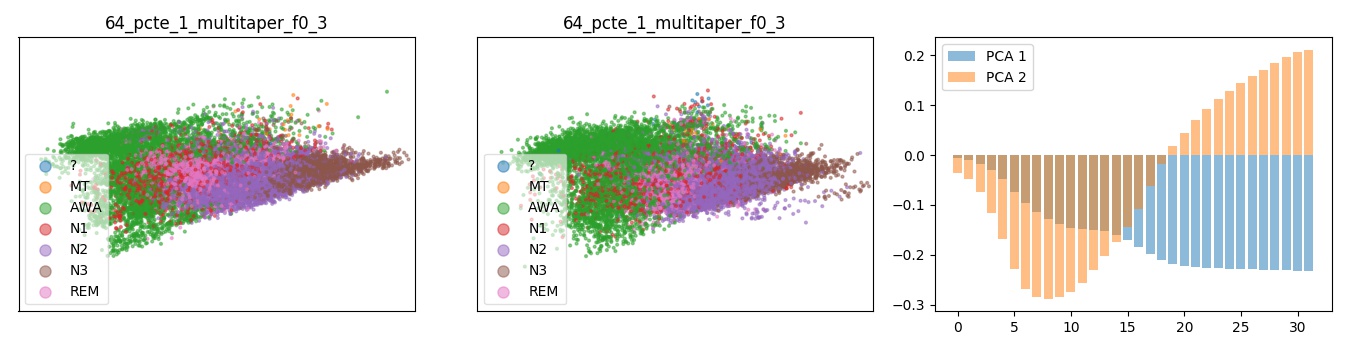 64_pcte_1_multitaper_f0_3
?
MT
AWA
N1
N2
N3
REM
64_pcte_1_multitaper_f0_3
?
MT
AWA
N1
N2
N3
REM
PCA 1
PCA 2
0.2
0.1
0.0
−0.1
−0.2
−0.3
0 5 10 15 20 25 30